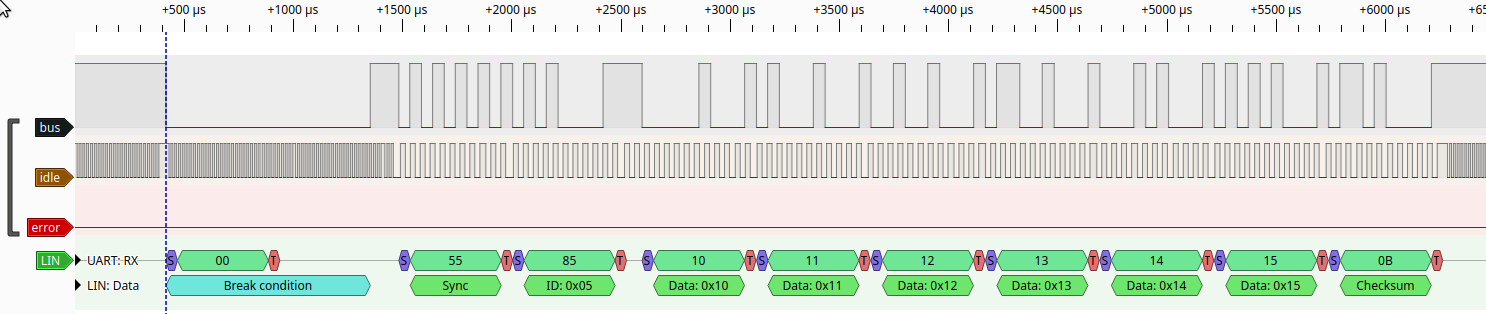 +500 µs +1000 µs +1500 µs +2000 µs +2500 µs +3000 µs +3500 µs +4000 µs +4500 µs +5000 µs +5500 µs +6000 µs +65
bus
idle
error
LIN UART: RX S 00 T S 55 T S 85 T S 10 T S 11 T S 12 T S 13 T S 14 T S 15 T S 0B T
LIN: Data Break condition Sync ID: 0x05 Data: 0x10 Data: 0x11 Data: 0x12 Data: 0x13 Data: 0x14 Data: 0x15 Checksum